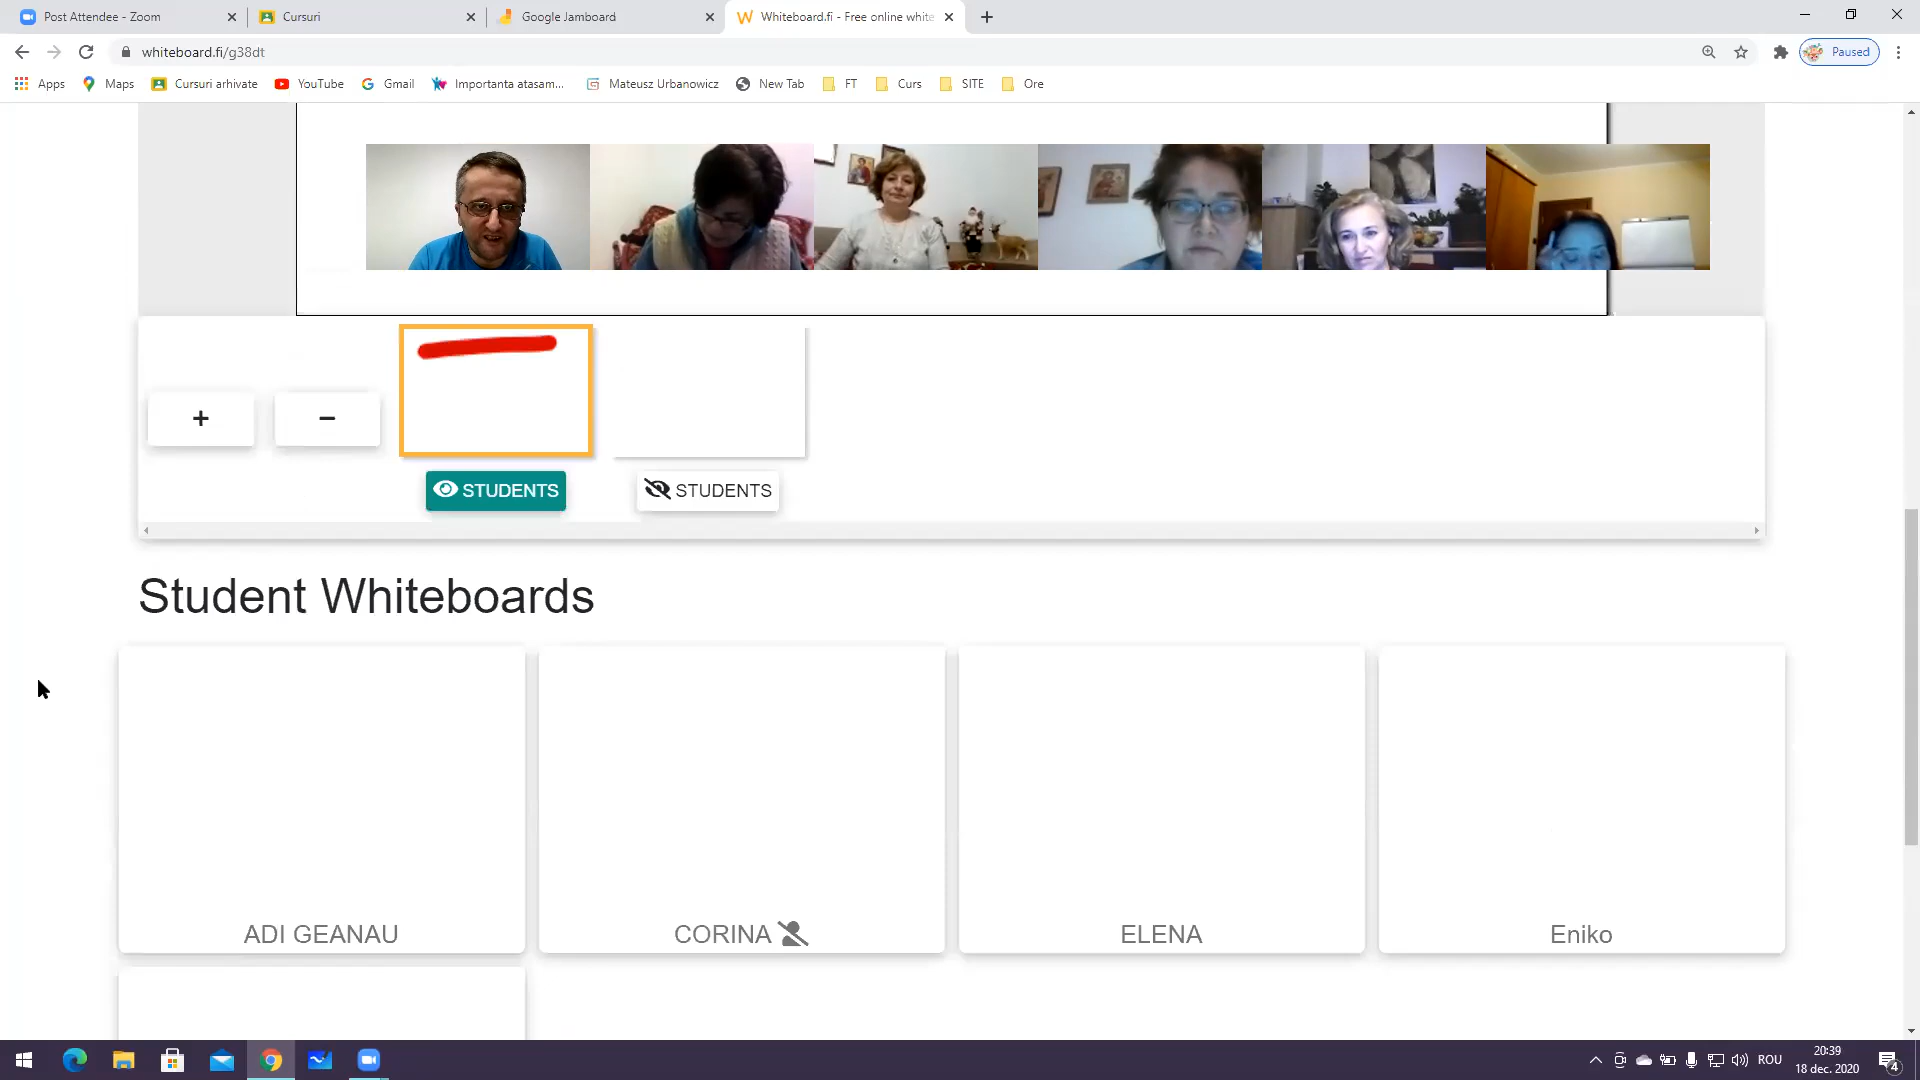 Post Attendee - Zoom
Cursuri
Google Jamboard
Whiteboard.fi - Free online white
whiteboard.fi/g38dt
Paused
Apps
Maps
Cursuri arhivate
YouTube
Gmail
Importanta atasam...
Mateusz Urbanowicz
New Tab
FT
Curs
SITE
Ore
+
−
STUDENTS
STUDENTS
Student Whiteboards
ADI GEANAU
CORINA
ELENA
Eniko
ROU
20:39
18 dec. 2020
4